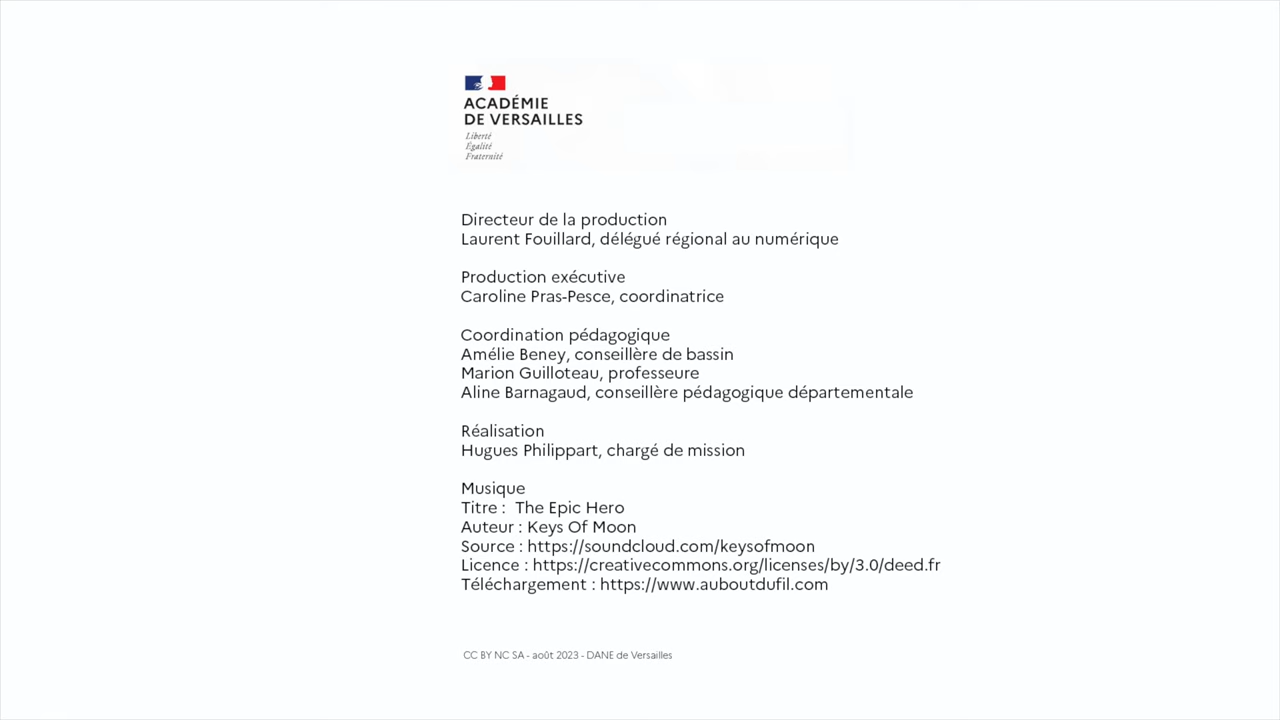 ACADÉMIE
DE VERSAILLES
Liberté
Égalité
Fraternité
Directeur de la production
Laurent Fouillard, délégué régional au numérique
Production exécutive
Caroline Pras-Pesce, coordinatrice
Coordination pédagogique
Amélie Beney, conseillère de bassin
Marion Guilloteau, professeure
Aline Barnagaud, conseillère pédagogique départementale
Réalisation
Hugues Philippart, chargé de mission
Musique
Titre :  The Epic Hero
Auteur : Keys Of Moon
Source : https://soundcloud.com/keysofmoon
Licence : https://creativecommons.org/licenses/by/3.0/deed.fr
Téléchargement : https://www.auboutdufil.com
CC BY NC SA - août 2023 - DANE de Versailles